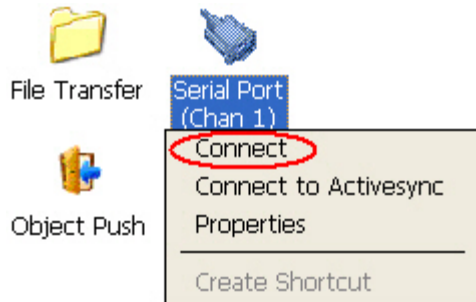 File Transfer
Serial Port
(Chan 1)
Object Push
Connect
Connect to Activesync
Properties
Create Shortcut